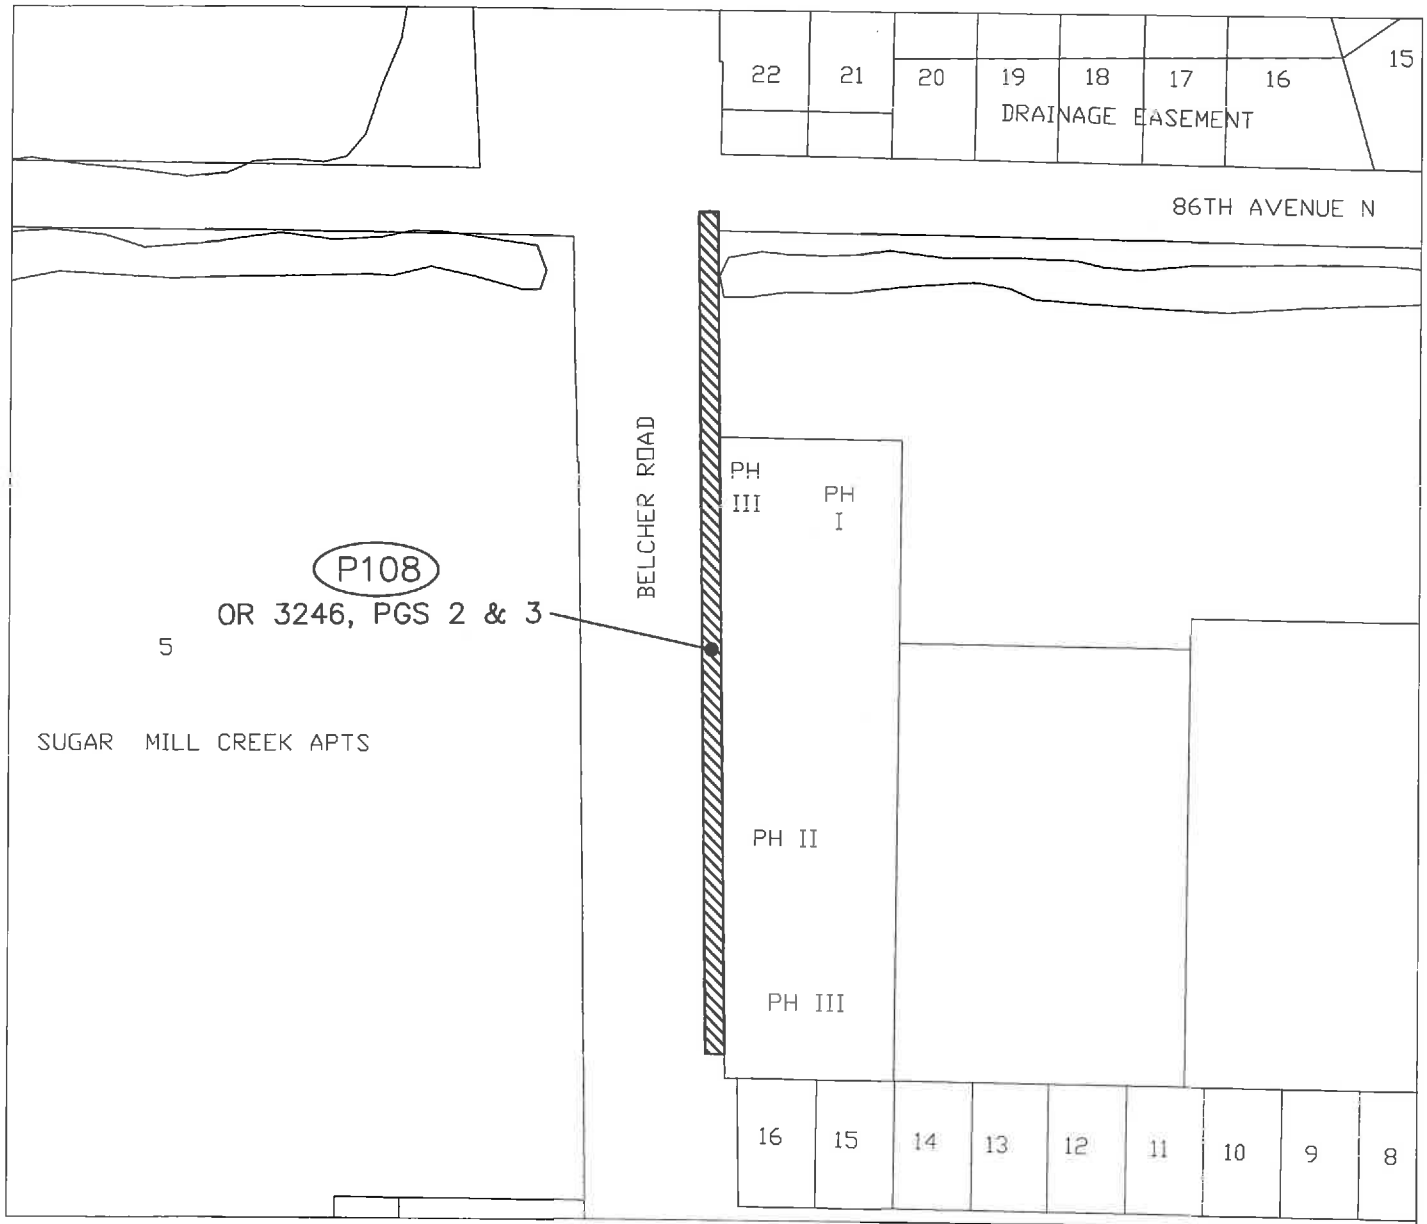 22 21 20 19 18 17 16 15
DRAINAGE EASEMENT
86TH AVENUE N
BELCHER ROAD
PH
III
PH
I
P108
OR 3246, PGS 2 & 3
5
SUGAR MILL CREEK APTS
PH II
PH III
16 15 14 13 12 11 10 9 8